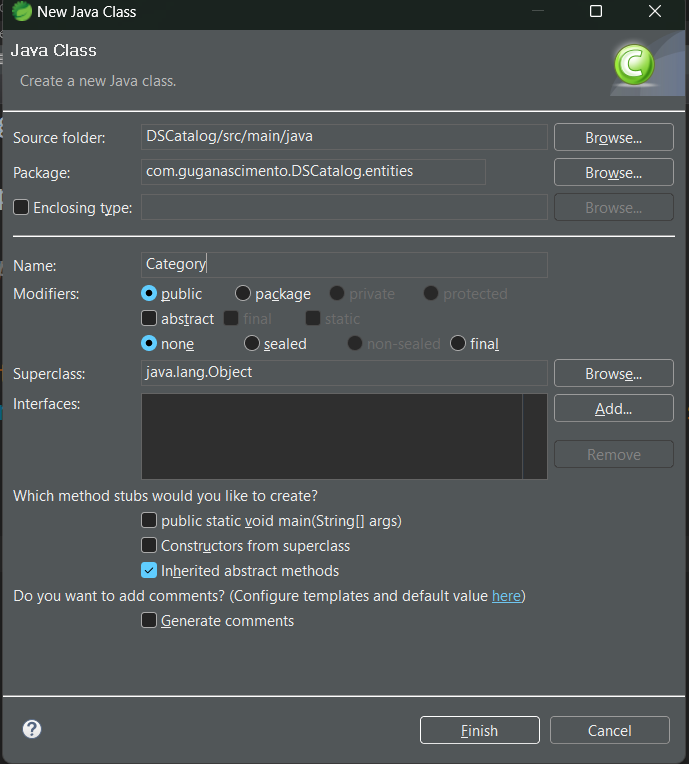 New Java Class
Java Class
Create a new Java class.
Source folder: DSCatalog/src/main/java Browse...
Package: com.guganascimento.DSCatalog.entities Browse...
Enclosing type: Browse...
Name: Category
Modifiers: public package private protected
abstract final static
none sealed non-sealed final
Superclass: java.lang.Object Browse...
Interfaces: Add...
Remove
Which method stubs would you like to create?
public static void main(String[] args)
Constructors from superclass
Inherited abstract methods
Do you want to add comments? (Configure templates and default value here)
Generate comments
? Finish Cancel